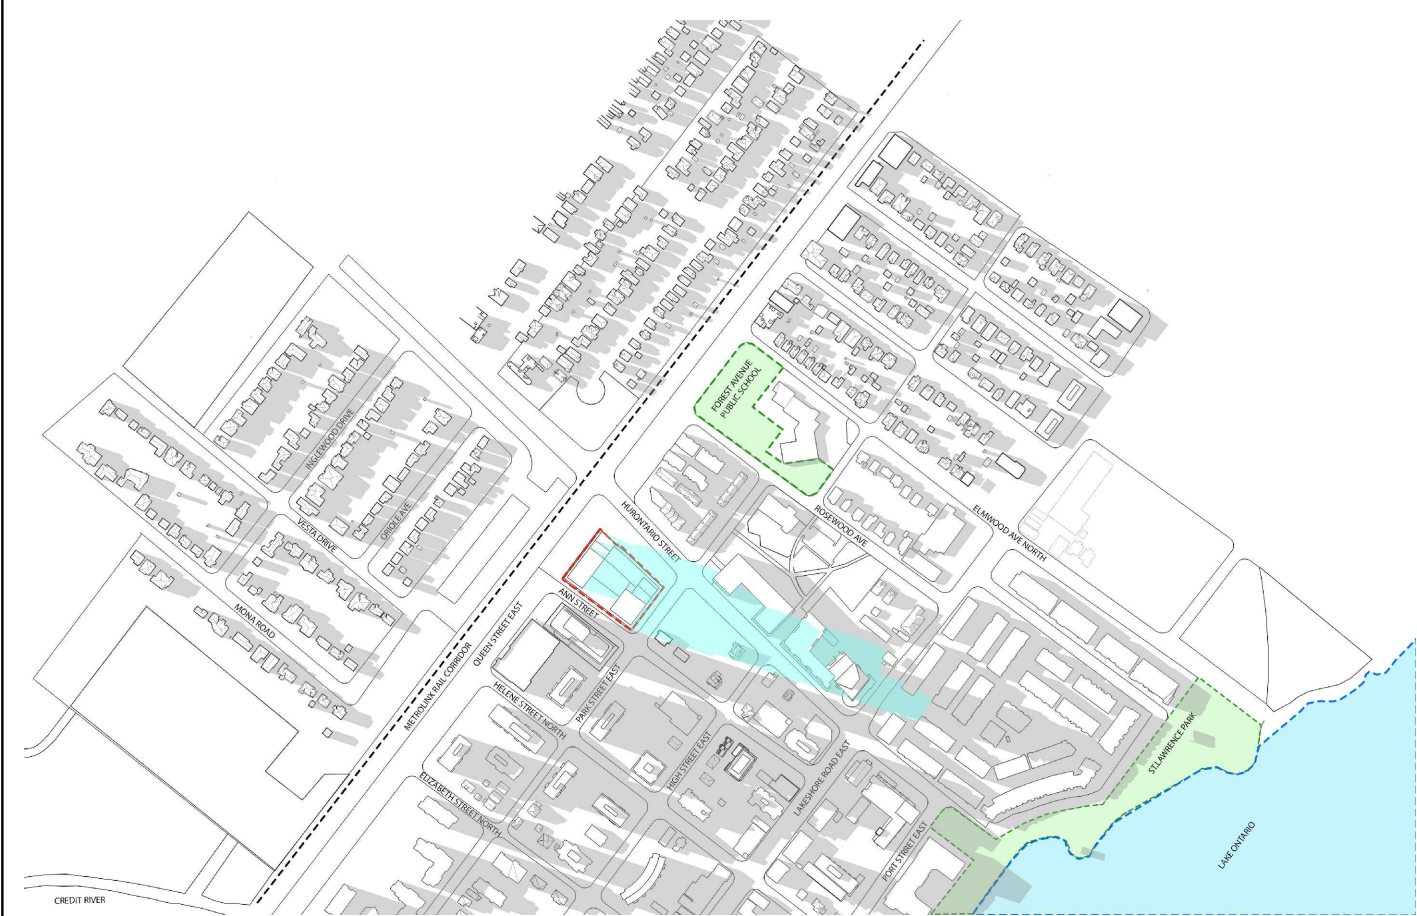 FOREST AVENUE
PUBLIC SCHOOL
INGLEWOOD DRIVE
ORIOLE AVE
VESTA DRIVE
MONA ROAD
HURONTARIO STREET
ROSEWOOD AVE
ELMWOOD AVE NORTH
ANN STREET
QUEEN STREET EAST
METROLINX RAIL CORRIDOR
HELENE STREET NORTH
PARK STREET EAST
HIGH STREET EAST
ELIZABETH STREET NORTH
LAKESHORE ROAD EAST
PORT STREET EAST
ST.LAWRENCE PARK
LAKE ONTARIO
CREDIT RIVER